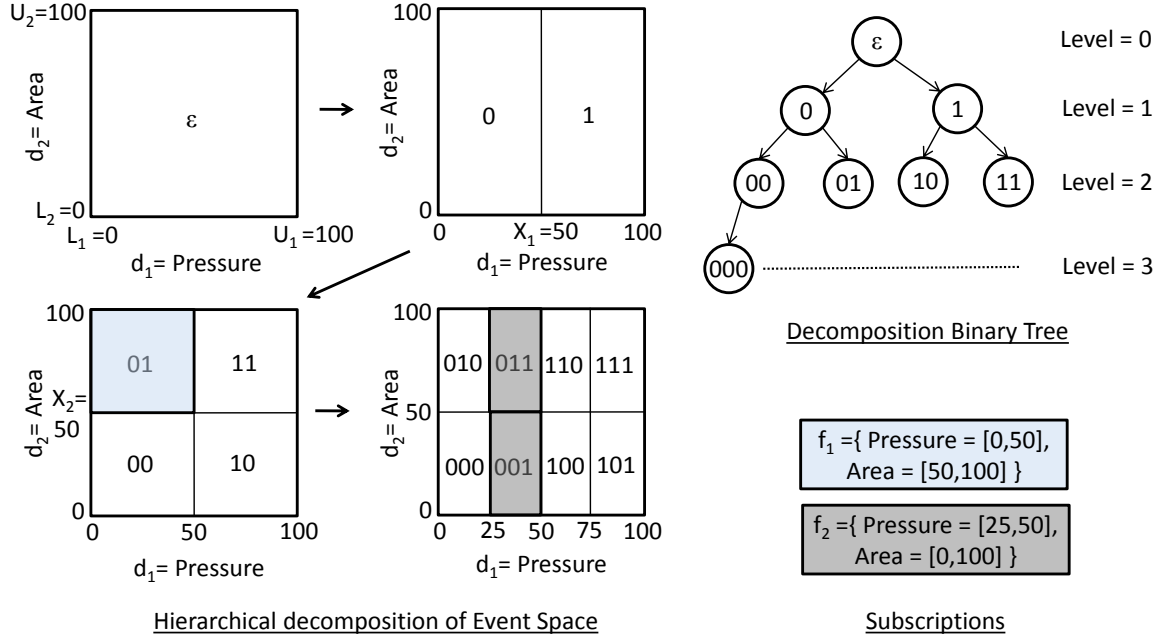 U₂=100
d₂= Area
ε
L₂ =0
L₁ =0
U₁ =100
d₁= Pressure
100
d₂= Area
0
1
0
0
X₁ =50
100
d₁= Pressure
ε
Level = 0
0
1
Level = 1
00
01
10
11
Level = 2
000
Level = 3
Decomposition Binary Tree
100
d₂= Area
01
11
X₂=
50
00
10
0
0
50
100
d₁= Pressure
100
d₂= Area
010
011
110
111
50
000
001
100
101
0
0
25
50
75
100
d₁= Pressure
f₁ ={ Pressure = [0,50],
Area = [50,100] }
f₂ ={ Pressure = [25,50],
Area = [0,100] }
Hierarchical decomposition of Event Space
Subscriptions